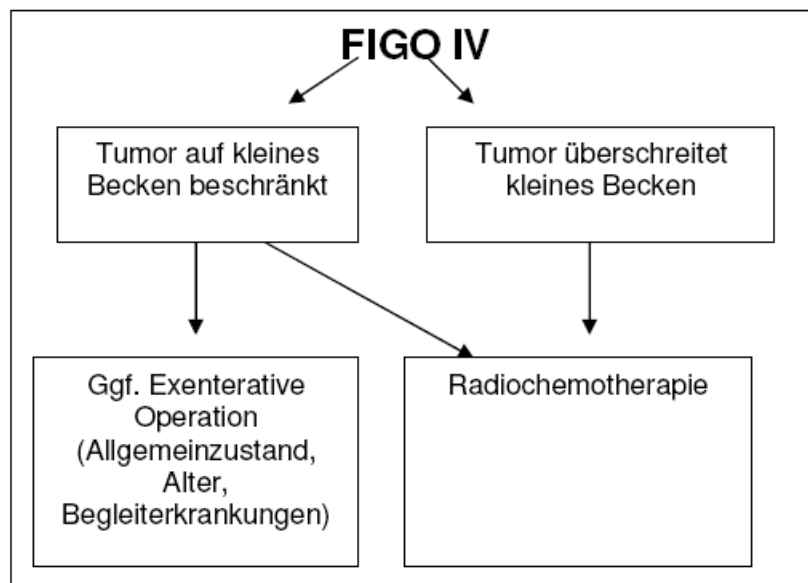 FIGO IV
Tumor auf kleines
Becken beschränkt
Tumor überschreitet
kleines Becken
Ggf. Exenterative
Operation
(Allgemeinzustand,
Alter,
Begleiterkrankungen)
Radiochemotherapie